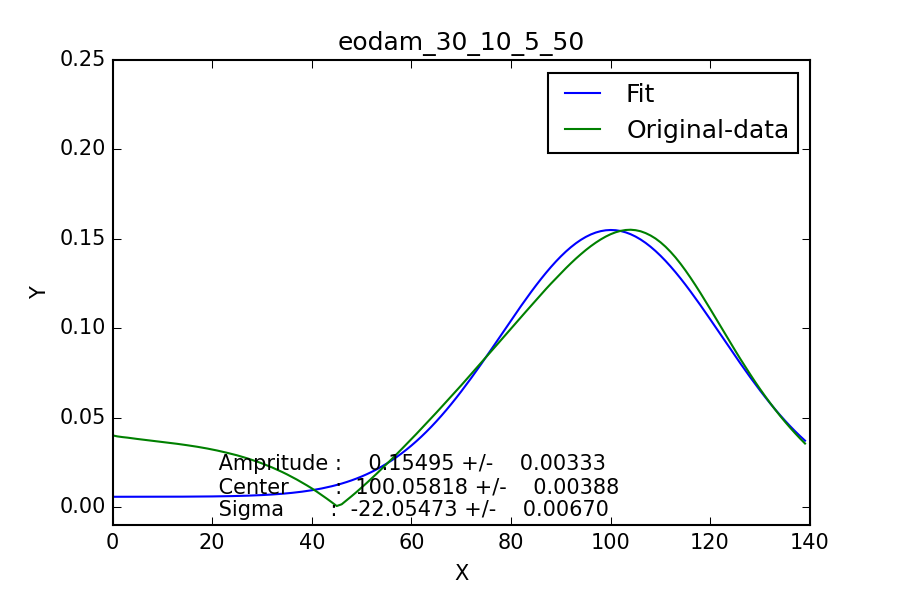 eodam_30_10_5_50
Fit
Original-data
0.25
0.20
0.15
0.10
0.05
0.00
Y
Ampritude : 0.15495 +/- 0.00333
Center : 100.05818 +/- 0.00388
Sigma : -22.05473 +/- 0.00670
0 20 40 60 80 100 120 140
X